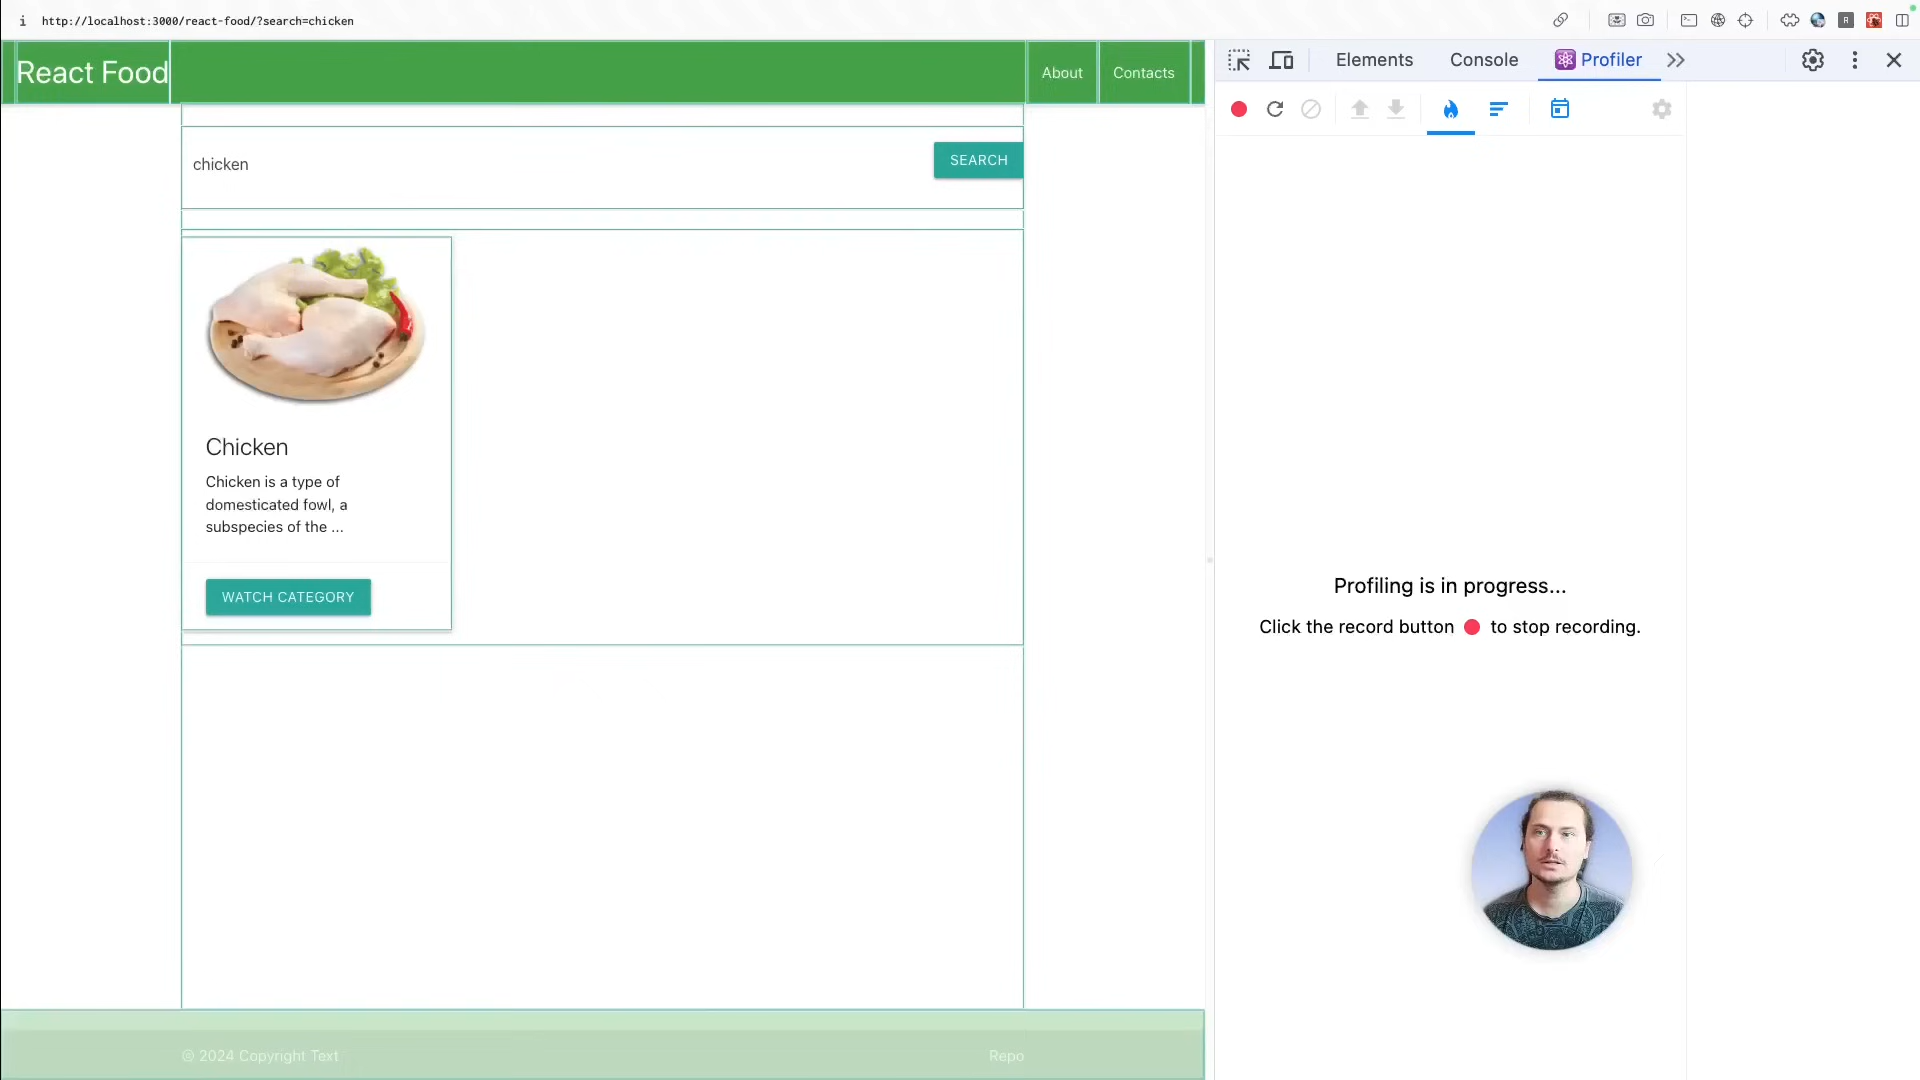 http://localhost:3000/react-food/?search=chicken
React Food
About
Contacts
Elements
Console
Profiler
chicken
SEARCH
Chicken
Chicken is a type of
domesticated fowl, a
subspecies of the ...
WATCH CATEGORY
Profiling is in progress...
Click the record button to stop recording.
© 2024 Copyright Text
Repo